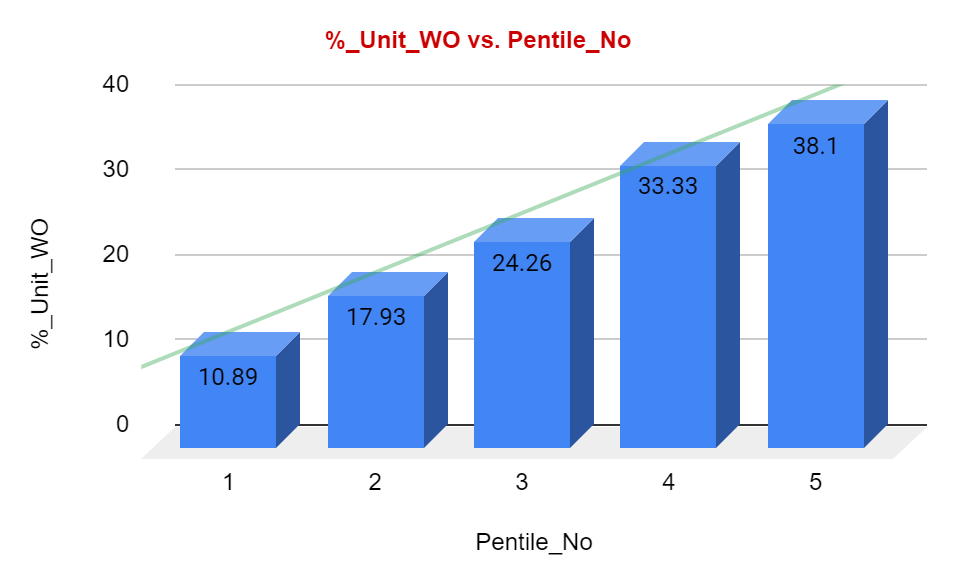 %_Unit_WO vs. Pentile_No
40
30
20
10
0
%_Unit_WO
10.89
17.93
24.26
33.33
38.1
1 2 3 4 5
Pentile_No